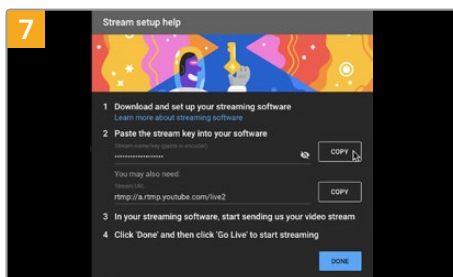 7
Stream setup help
1 Download and set up your streaming software
Learn more about streaming software
2 Paste the stream key into your software
Stream name/key (paste in encoder)
••••••••••••••••••••
COPY
You may also need:
Stream URL
rtmp://a.rtmp.youtube.com/live2
COPY
3 In your streaming software, start sending us your video stream
4 Click 'Done' and then click 'Go Live' to start streaming
DONE